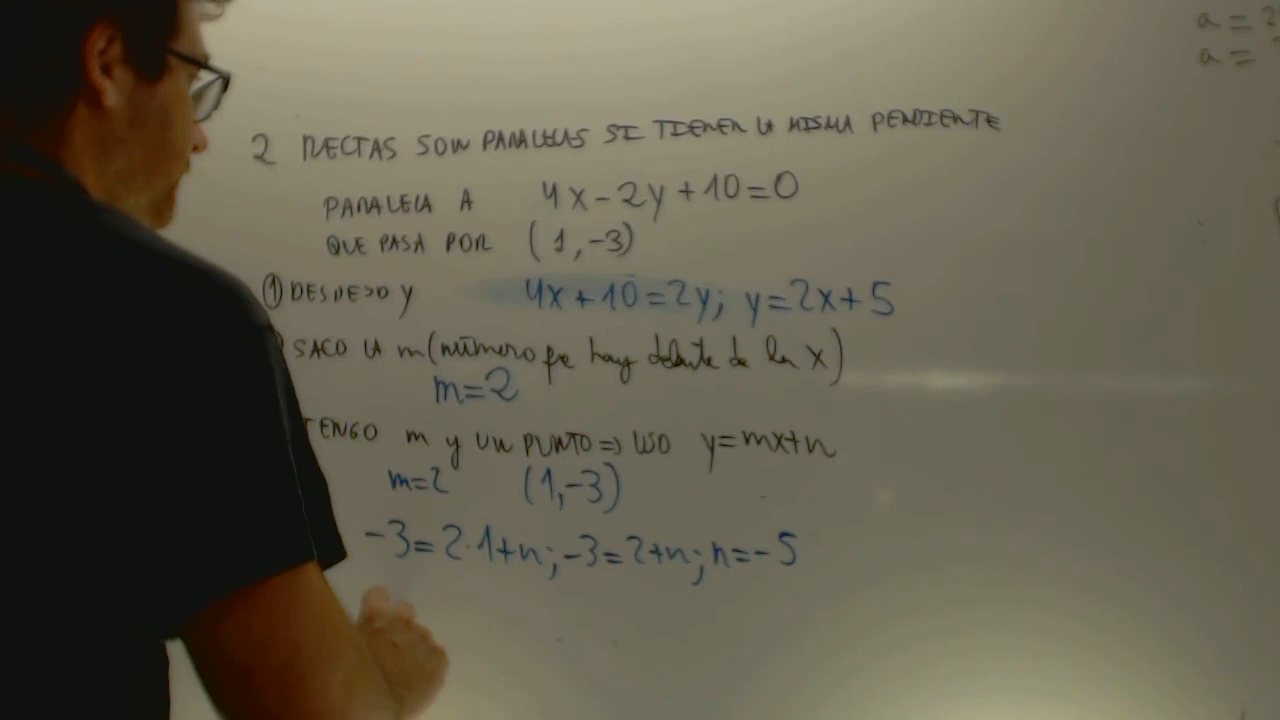 a = ?
a =
2 RECTAS SON PARALELAS SI TIENEN LA MISMA PENDIENTE
PARALELA A 4x-2y+10=0
QUE PASA POR (1,-3)
① DESPEJO y 4x+10=2y; y=2x+5
SACO LA m (número que hay delante de la x)
m=2
TENGO m y UN PUNTO => USO y=mx+n
m=2 (1,-3)
-3=2·1+n; -3=2+n; n=-5